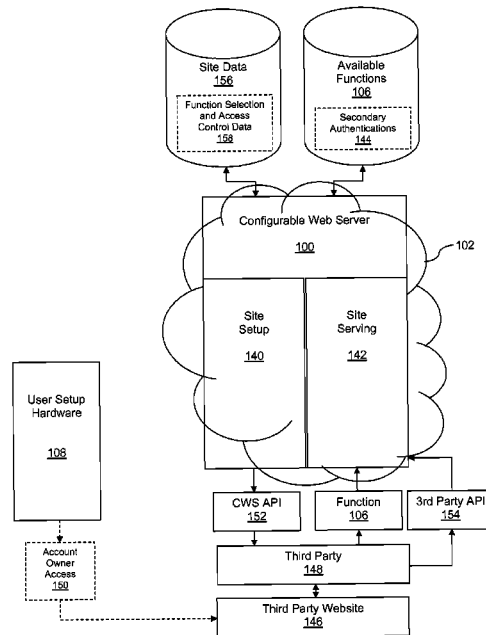 Site Data
156
Function Selection
and Access
Control Data
158
Available
Functions
106
Secondary
Authentications
144
Configurable Web Server
100
102
Site
Setup
140
Site
Serving
142
User Setup
Hardware
108
CWS API
152
Function
106
3rd Party API
154
Account
Owner
Access
150
Third Party
148
Third Party Website
146